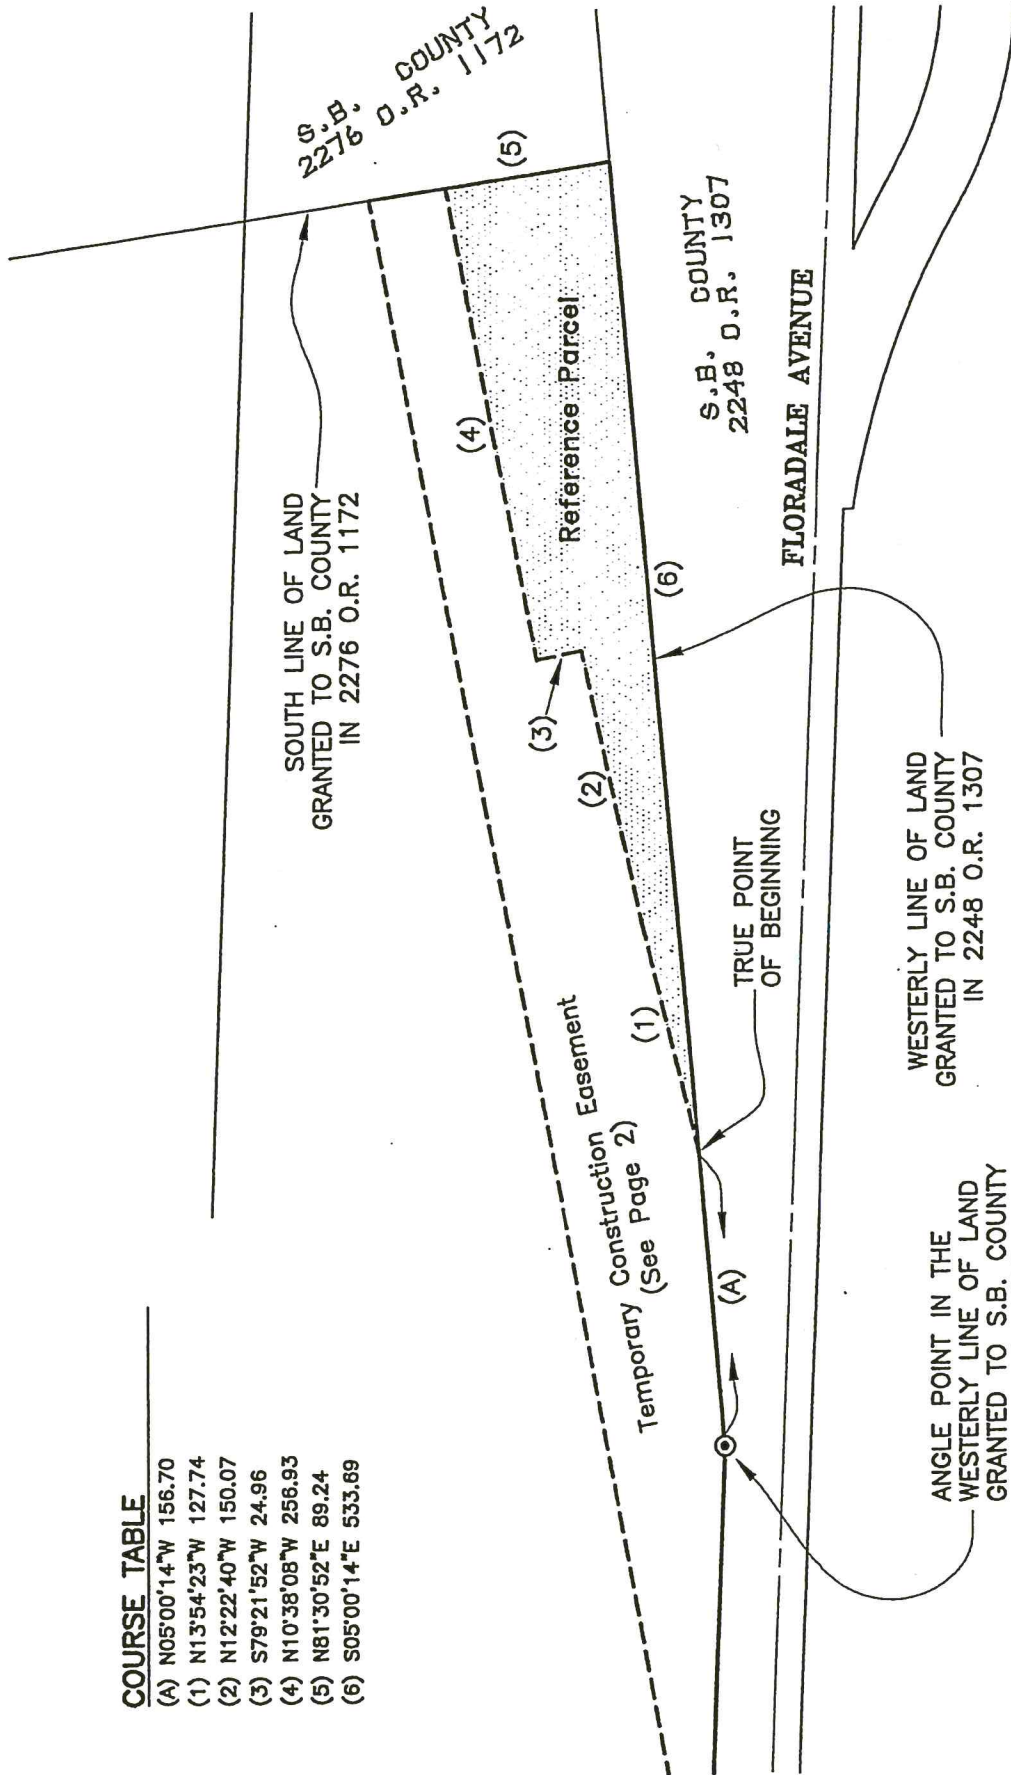 COURSE TABLE
(A) N05°00'14"W 156.70
(1) N13°54'23"W 127.74
(2) N12°22'40"W 150.07
(3) S79°21'52"W 24.96
(4) N10°38'08"W 256.93
(5) N81°30'52"E 89.24
(6) S05°00'14"E 533.69
SOUTH LINE OF LAND
GRANTED TO S.B. COUNTY
IN 2276 O.R. 1172
S.B. COUNTY
2276 O.R. 1172
(5)
(4)
Reference Parcel
(3)
(2)
(6)
(1)
Temporary Construction Easement
(See Page 2)
S.B. COUNTY
2248 O.R. 1307
TRUE POINT
OF BEGINNING
(A)
FLORADALE AVENUE
ANGLE POINT IN THE
WESTERLY LINE OF LAND
GRANTED TO S.B. COUNTY
WESTERLY LINE OF LAND
GRANTED TO S.B. COUNTY
IN 2248 O.R. 1307